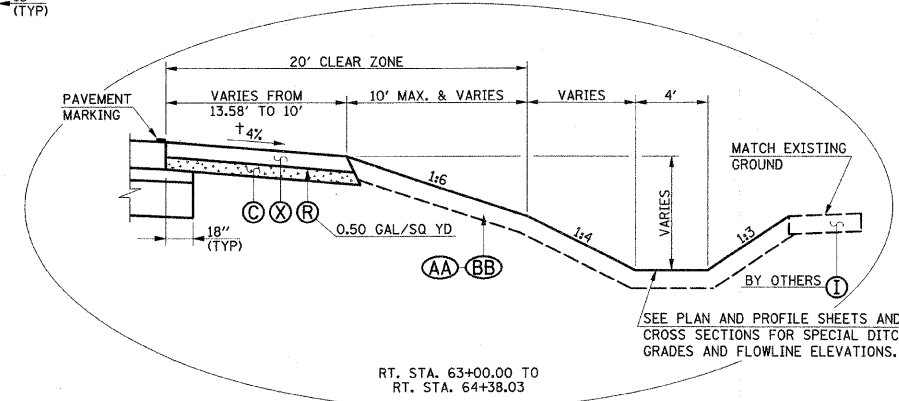 (TYP)
20' CLEAR ZONE
PAVEMENT
MARKING
VARIES FROM
13.58' TO 10'
10' MAX. & VARIES
VARIES
4'
† 4%
MATCH EXISTING
GROUND
1:6
VARIES
1:3
C X R
0.50 GAL/SQ YD
1:4
18"
(TYP)
AA BB
BY OTHERS I
SEE PLAN AND PROFILE SHEETS AND
CROSS SECTIONS FOR SPECIAL DITC
GRADES AND FLOWLINE ELEVATIONS.
RT. STA. 63+00.00 TO
RT. STA. 64+38.03